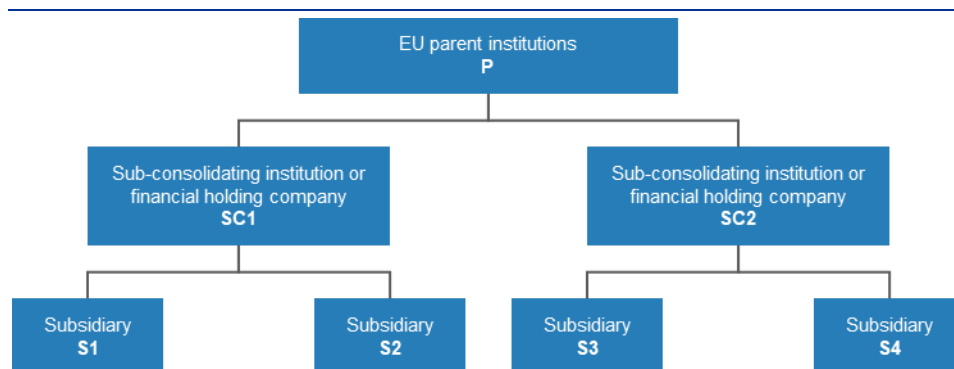 EU parent institutions
P
Sub-consolidating institution or
financial holding company
SC1
Sub-consolidating institution or
financial holding company
SC2
Subsidiary
S1
Subsidiary
S2
Subsidiary
S3
Subsidiary
S4